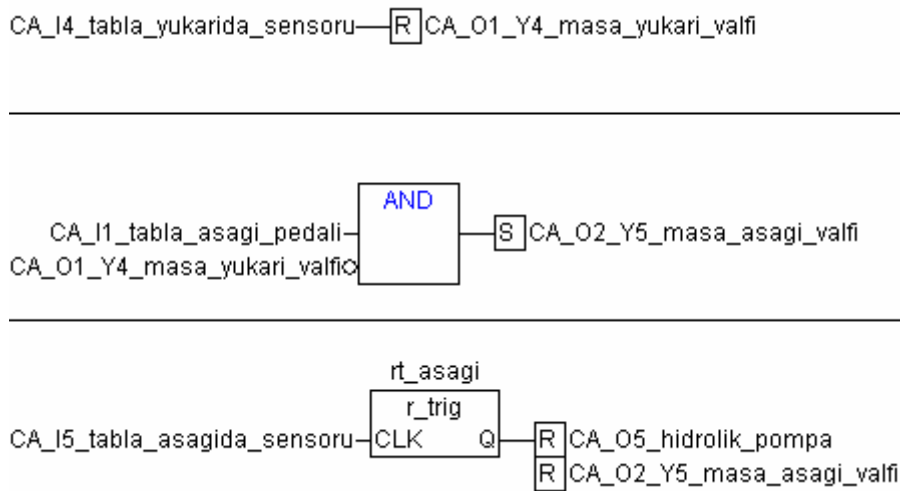 CA_I4_tabla_yukarida_sensoru R CA_O1_Y4_masa_yukari_valfi
AND
CA_I1_tabla_asagi_pedali S CA_O2_Y5_masa_asagi_valfi
CA_O1_Y4_masa_yukari_valfi
rt_asagi
r_trig
CA_I5_tabla_asagida_sensoru CLK Q R CA_O5_hidrolik_pompa
R CA_O2_Y5_masa_asagi_valfi